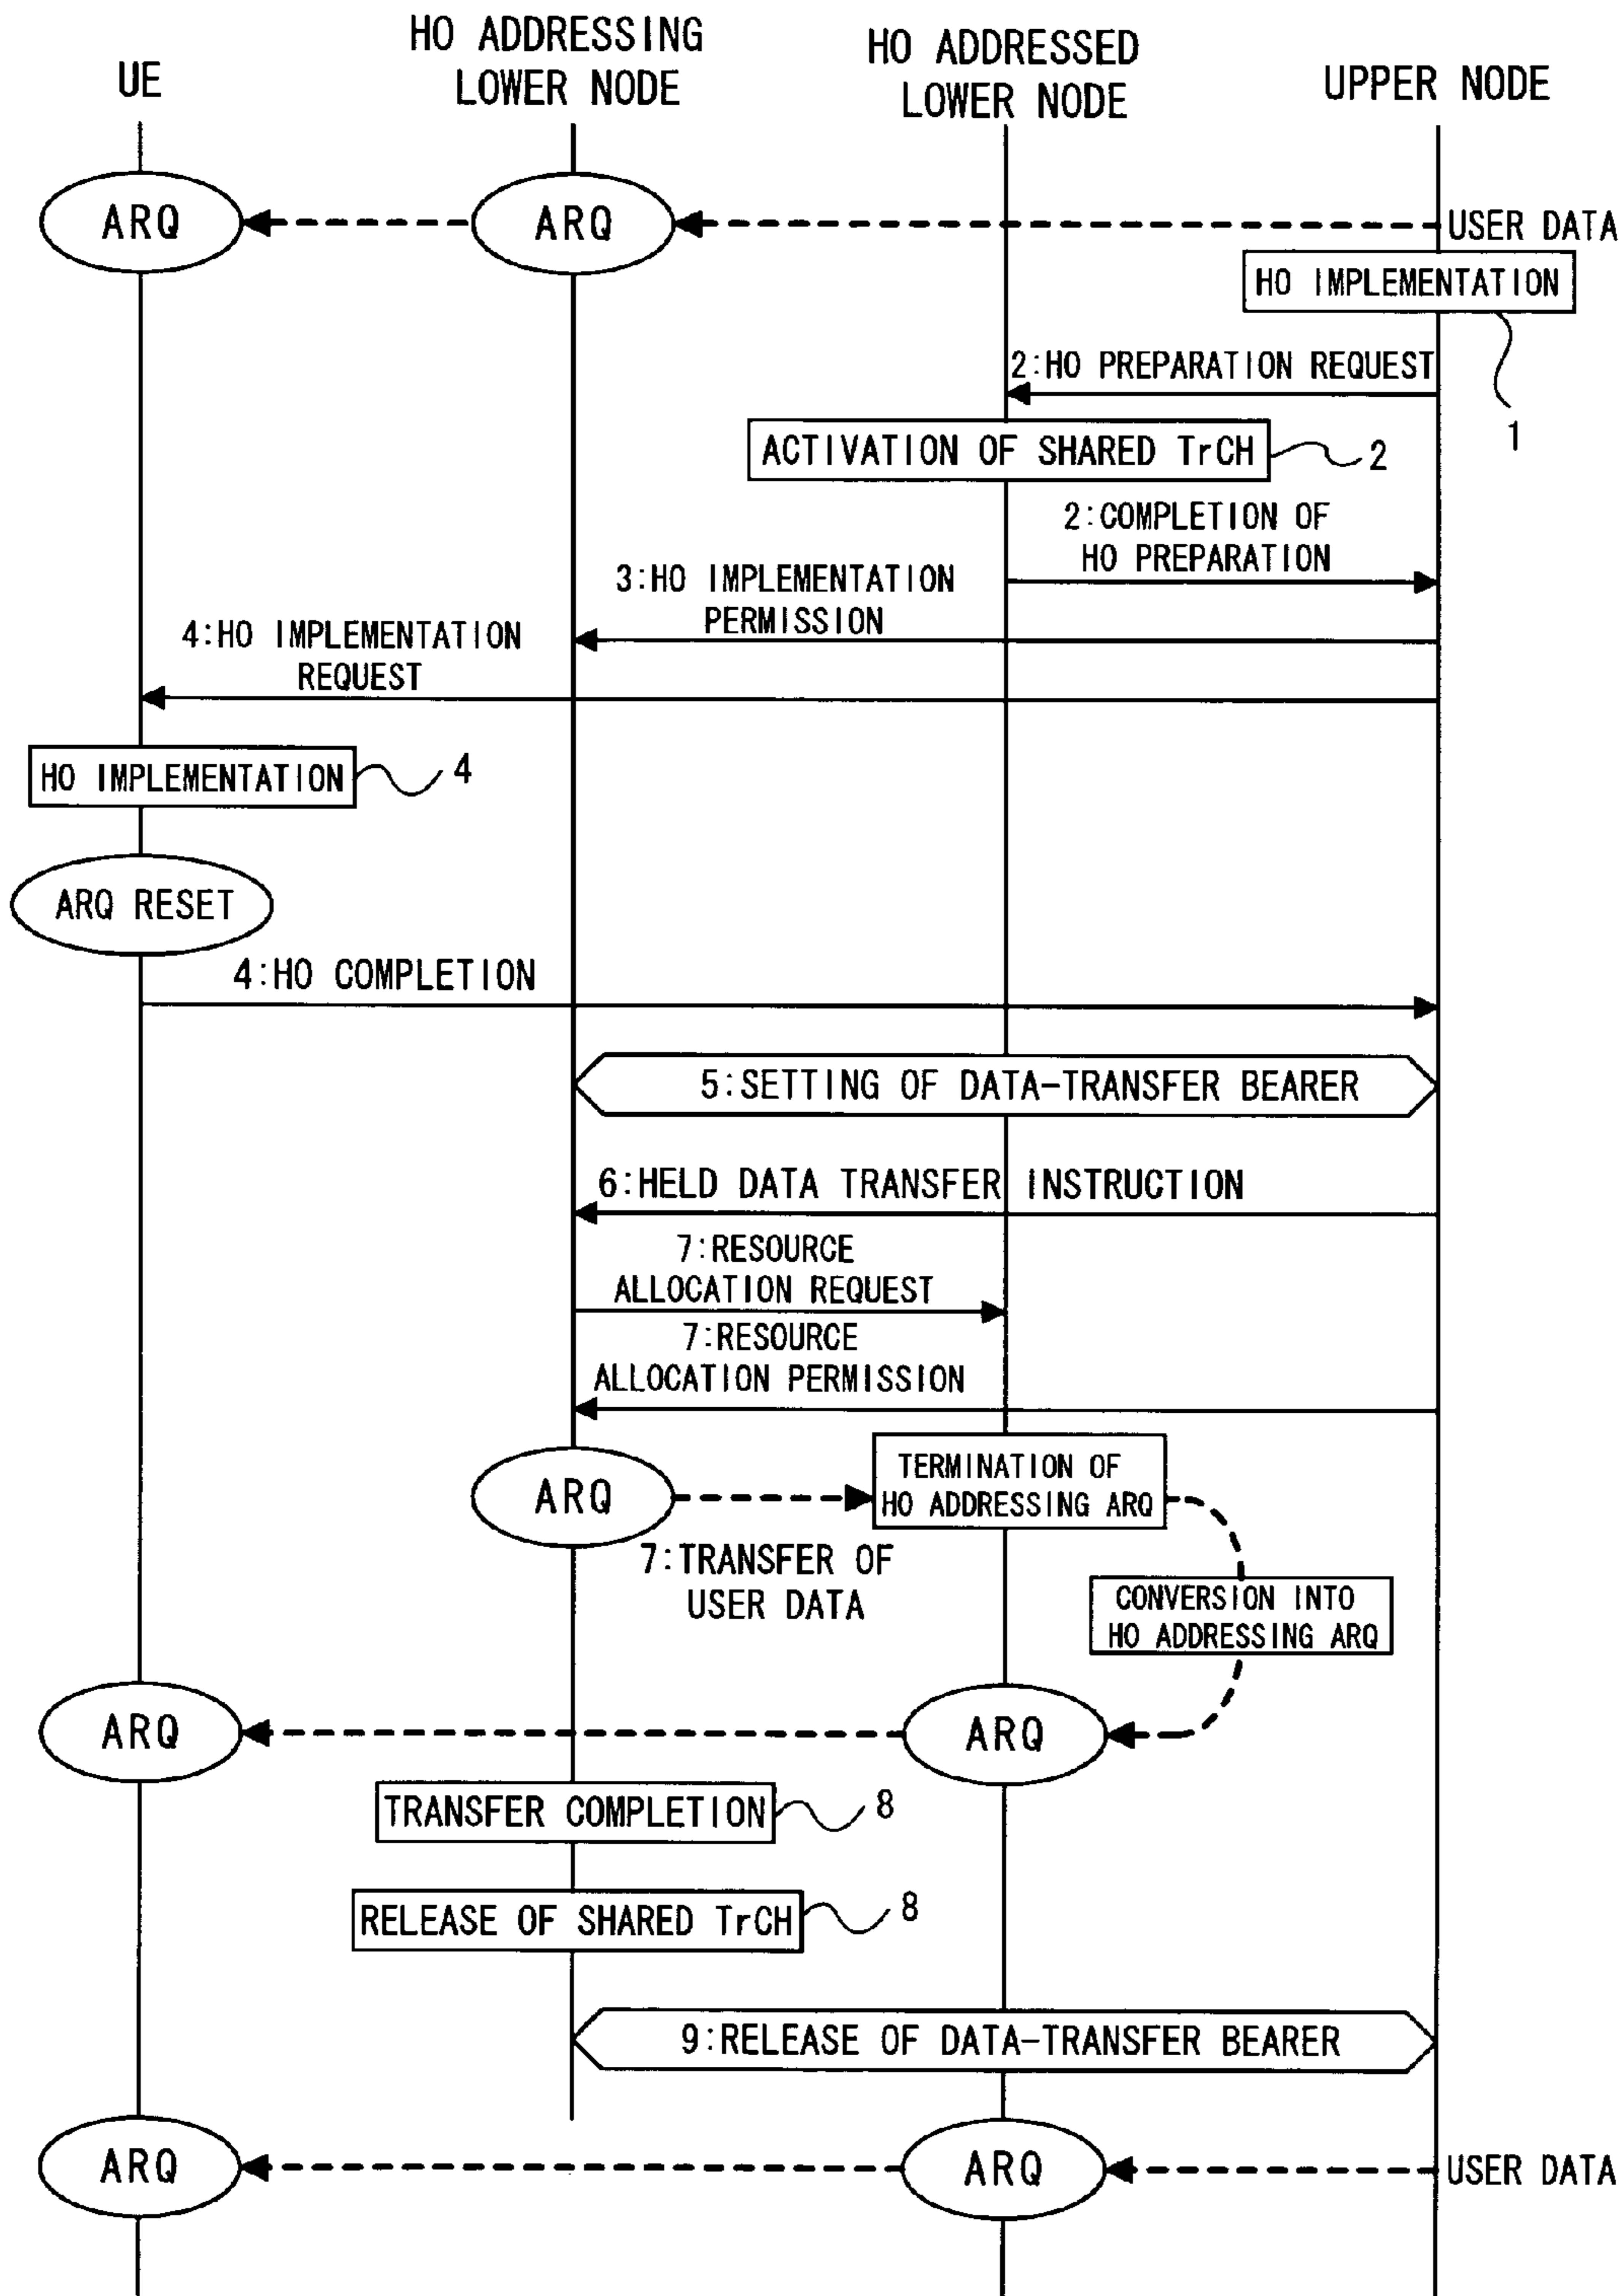 UE
HO ADDRESSING
LOWER NODE
HO ADDRESSED
LOWER NODE
UPPER NODE
ARQ
ARQ
USER DATA
HO IMPLEMENTATION
1
2:HO PREPARATION REQUEST
ACTIVATION OF SHARED TrCH
2
2:COMPLETION OF
HO PREPARATION
3:HO IMPLEMENTATION
PERMISSION
4:HO IMPLEMENTATION
REQUEST
HO IMPLEMENTATION
4
ARQ RESET
4:HO COMPLETION
5:SETTING OF DATA-TRANSFER BEARER
6:HELD DATA TRANSFER INSTRUCTION
7:RESOURCE
ALLOCATION REQUEST
7:RESOURCE
ALLOCATION PERMISSION
ARQ
TERMINATION OF
HO ADDRESSING ARQ
7:TRANSFER OF
USER DATA
CONVERSION INTO
HO ADDRESSING ARQ
ARQ
ARQ
TRANSFER COMPLETION
8
RELEASE OF SHARED TrCH
8
9:RELEASE OF DATA-TRANSFER BEARER
ARQ
ARQ
USER DATA